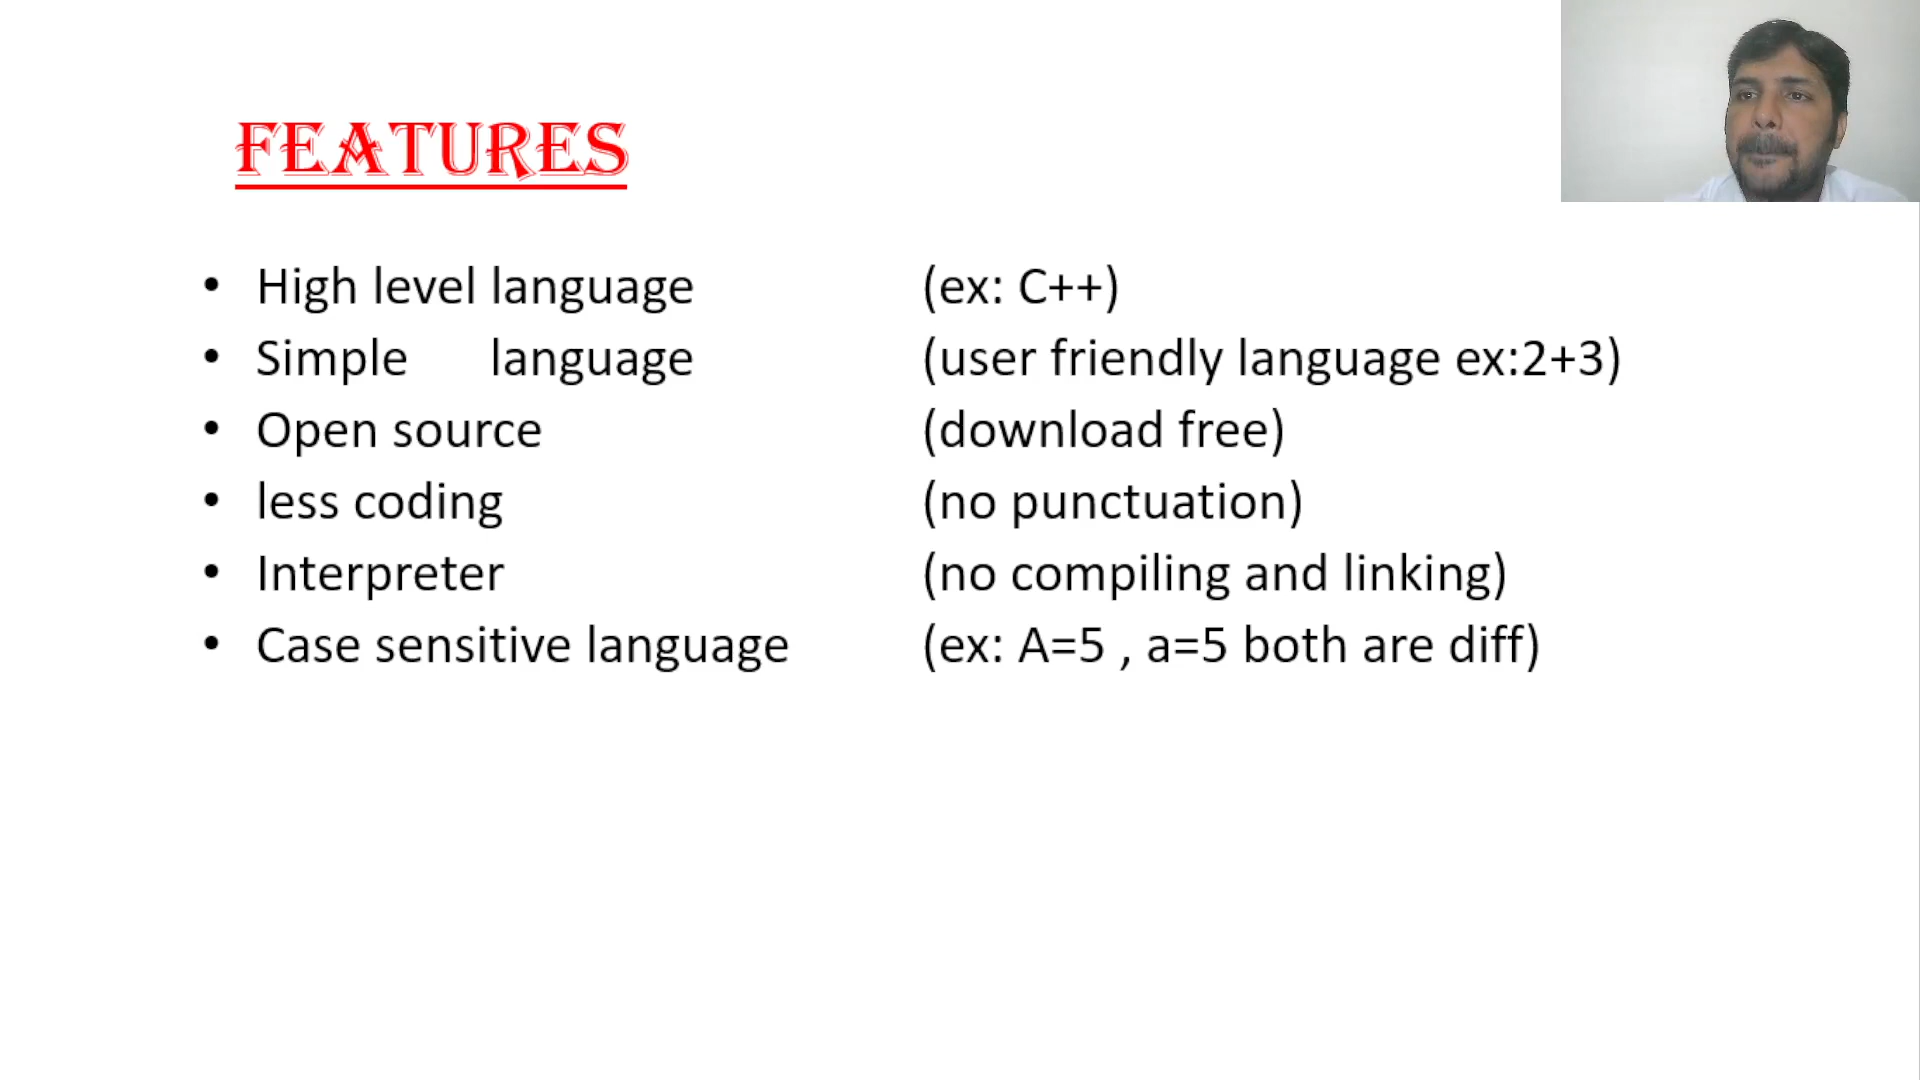 FEATURES
• High level language (ex: C++)
• Simple language (user friendly language ex:2+3)
• Open source (download free)
• less coding (no punctuation)
• Interpreter (no compiling and linking)
• Case sensitive language (ex: A=5 , a=5 both are diff)